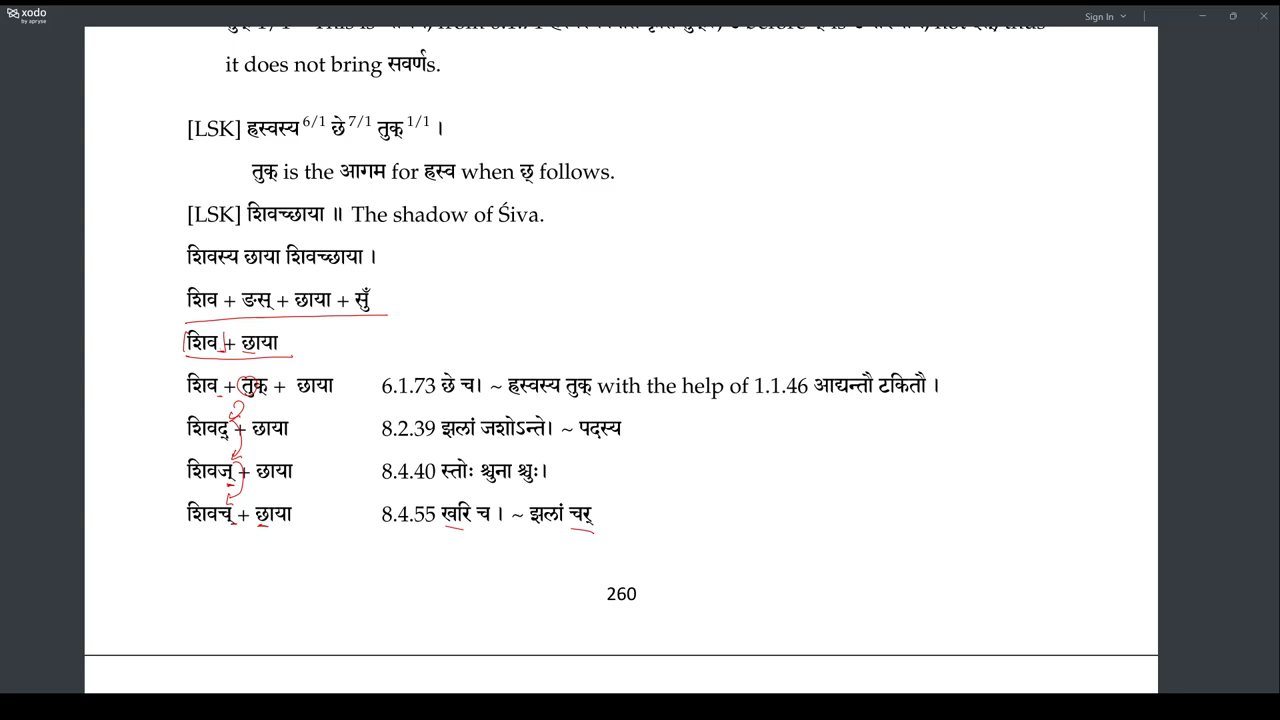 xodo
by apryse
Sign In
it does not bring सवर्णs.
[LSK] ह्रस्वस्य 6/1 छे 7/1 तुक् 1/1 ।
तुक् is the आगम for ह्रस्व when छ् follows.
[LSK] शिवच्छाया ॥ The shadow of Śiva.
शिवस्य छाया शिवच्छाया ।
शिव + ङस् + छाया + सुँ
शिव + छाया
शिव + तुक् + छाया 6.1.73 छे च। ~ ह्रस्वस्य तुक् with the help of 1.1.46 आद्यन्तौ टकितौ ।
शिवद् + छाया 8.2.39 झलां जशोऽन्ते। ~ पदस्य
शिवज् + छाया 8.4.40 स्तोः श्चुना श्चुः।
शिवच् + छाया 8.4.55 खरि च । ~ झलां चर्
260